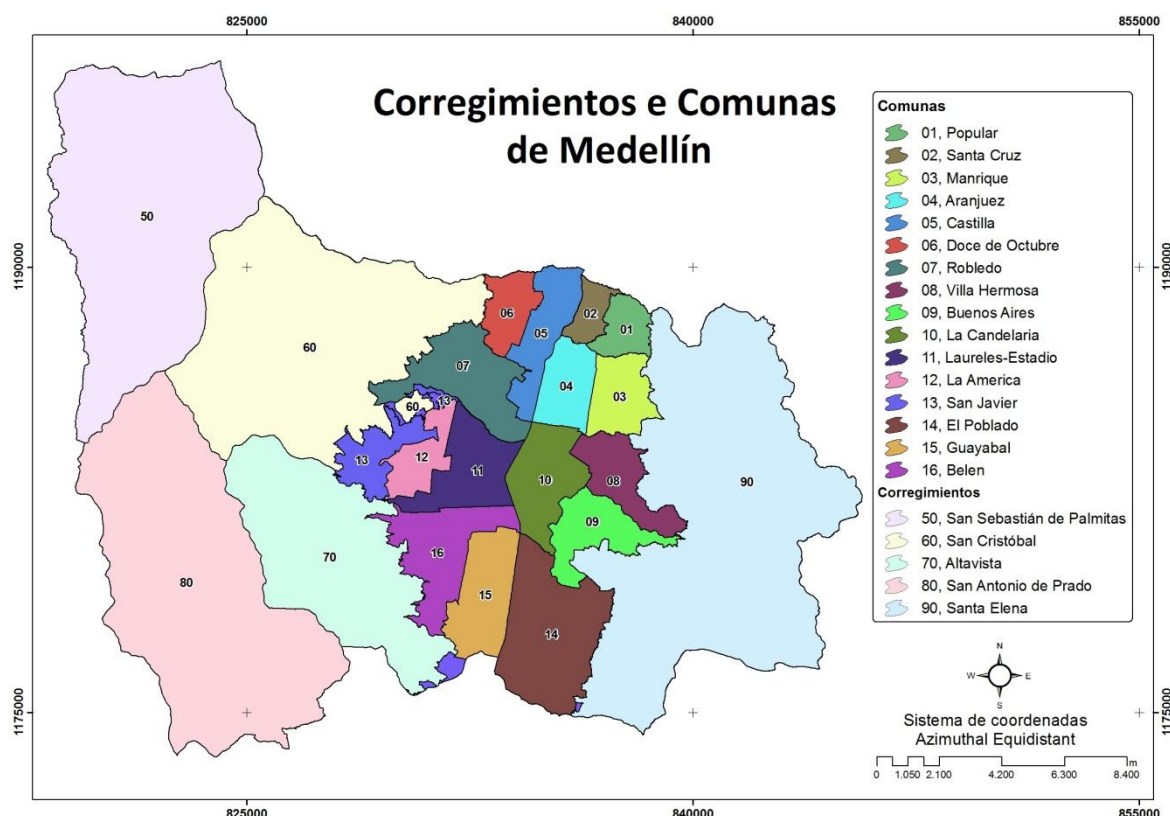 825000
840000
855000
Corregimientos e Comunas
de Medellín
Comunas
01, Popular
02, Santa Cruz
03, Manrique
04, Aranjuez
05, Castilla
06, Doce de Octubre
07, Robledo
08, Villa Hermosa
09, Buenos Aires
10, La Candelaria
11, Laureles-Estadio
12, La America
13, San Javier
14, El Poblado
15, Guayabal
16, Belen
Corregimientos
50, San Sebastián de Palmitas
60, San Cristóbal
70, Altavista
80, San Antonio de Prado
90, Santa Elena
50
1190000
1190000
06
02
05
01
60
07
04
03
60
13
13
12
11
10
08
90
09
16
70
80
15
14
N
W
E
S
1175000
1175000
Sistema de coordenadas
Azimuthal Equidistant
m
0 1.050 2.100 4.200 6.300 8.400
825000
840000
855000